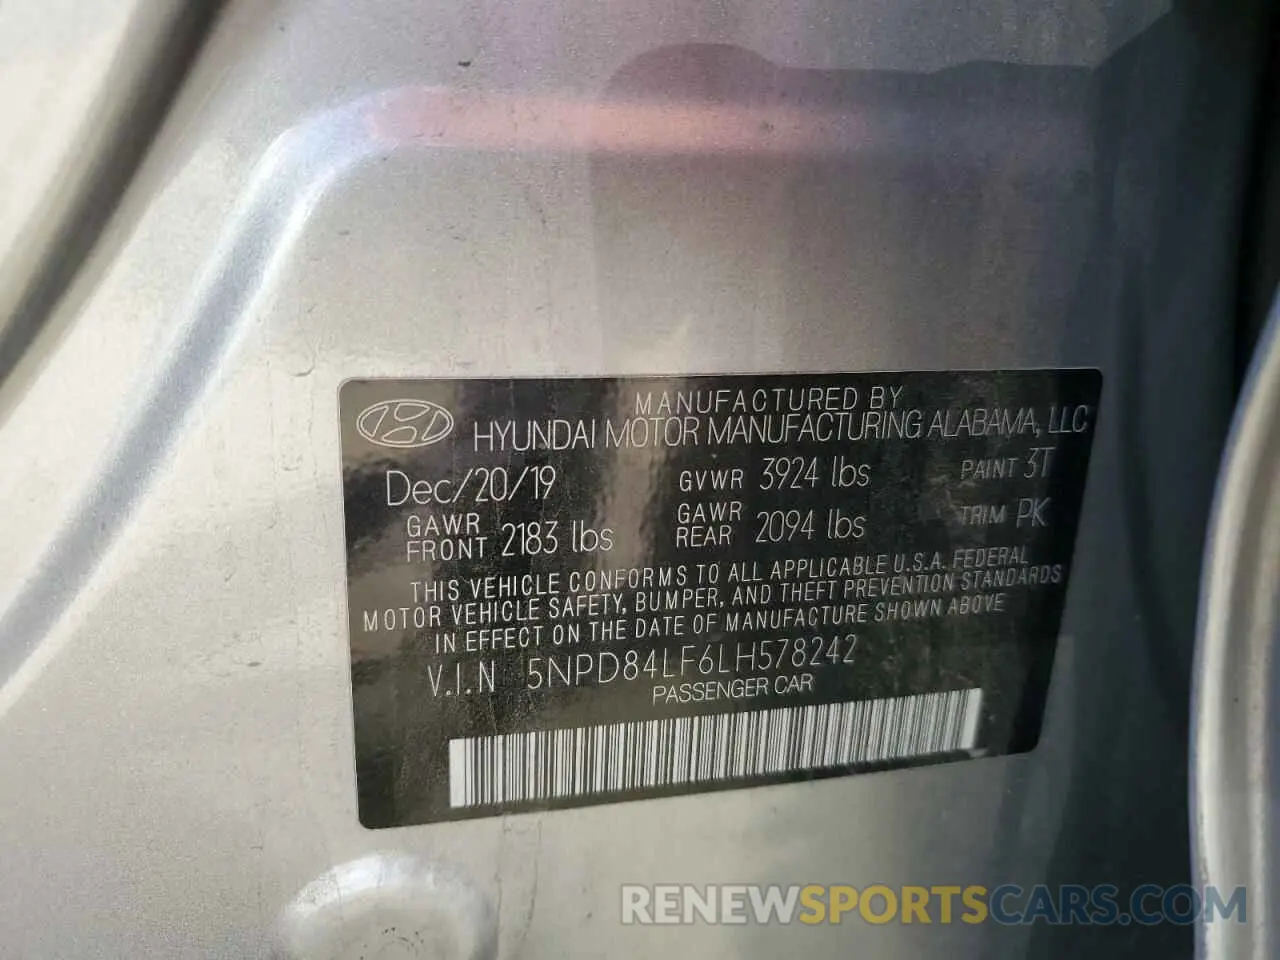 MANUFACTURED BY
HYUNDAI MOTOR MANUFACTURING ALABAMA, LLC
Dec/20/19 GVWR 3924 lbs PAINT 3T
GAWR FRONT 2183 lbs GAWR REAR 2094 lbs TRIM PK
THIS VEHICLE CONFORMS TO ALL APPLICABLE U.S.A. FEDERAL
MOTOR VEHICLE SAFETY, BUMPER, AND THEFT PREVENTION STANDARDS
IN EFFECT ON THE DATE OF MANUFACTURE SHOWN ABOVE
V.I.N 5NPD84LF6LH578242
PASSENGER CAR
RENEWSPORTSCARS.COM